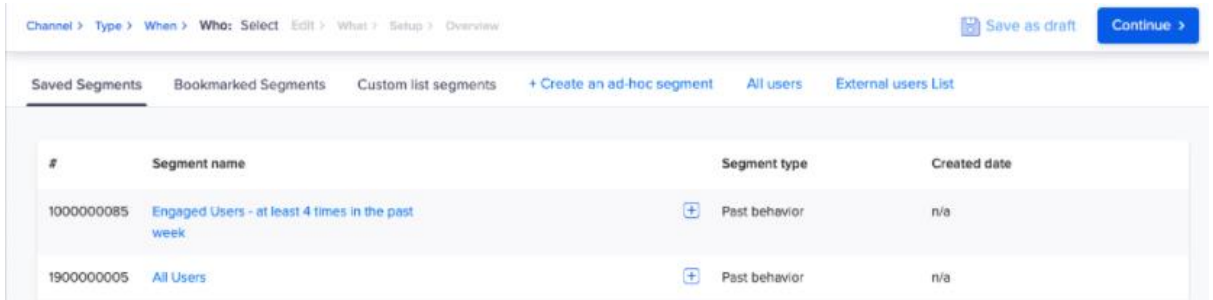 Channel > Type > When > Who: Select Edit > What > Setup > Overview Save as draft Continue >
Saved Segments Bookmarked Segments Custom list segments + Create an ad-hoc segment All users External users List
# Segment name Segment type Created date
1000000085 Engaged Users - at least 4 times in the past Past behavior n/a
week
1900000005 All Users Past behavior n/a